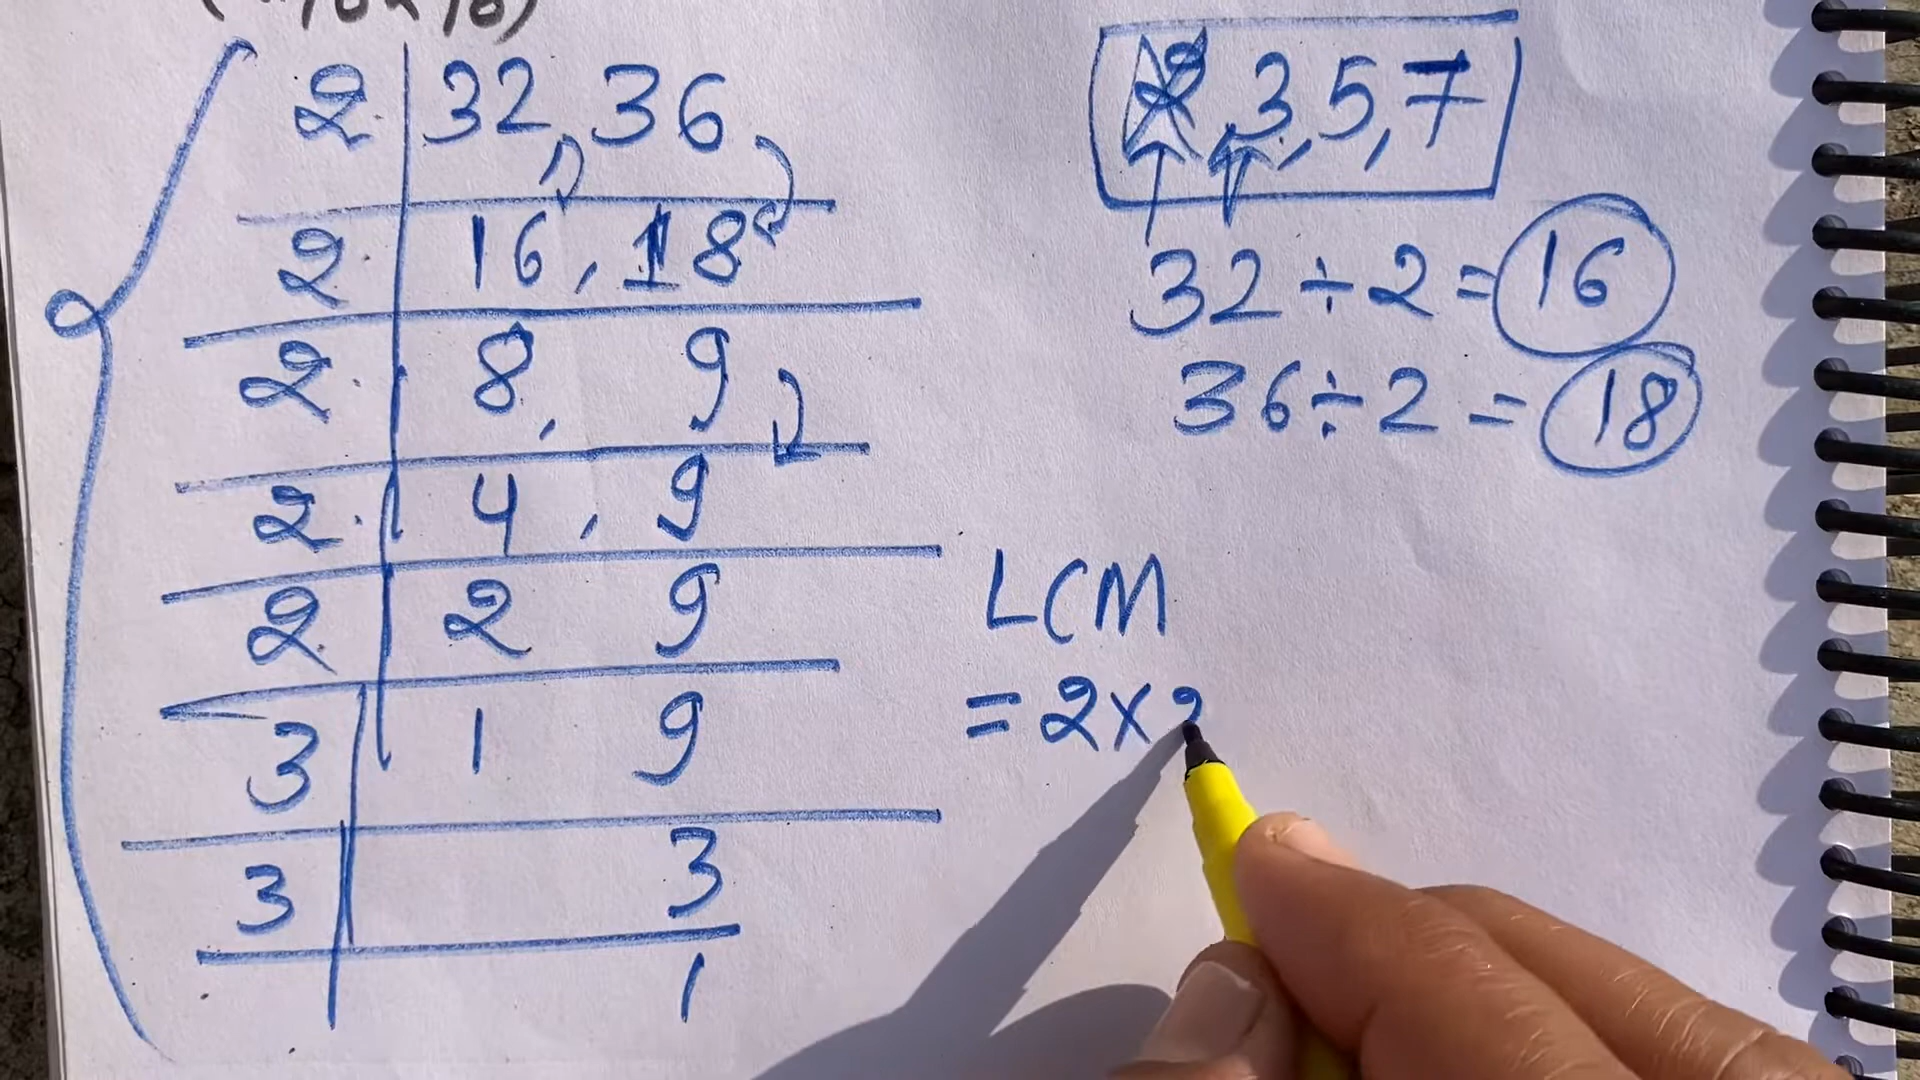 2 | 32, 36
2 | 16, 18
2 | 8, 9
2 | 4, 9
2 | 2 9
3 | 1 9
3 | 3
1
2, 3, 5, 7
32 ÷ 2 = 16
36 ÷ 2 = 18
LCM
= 2 × 2